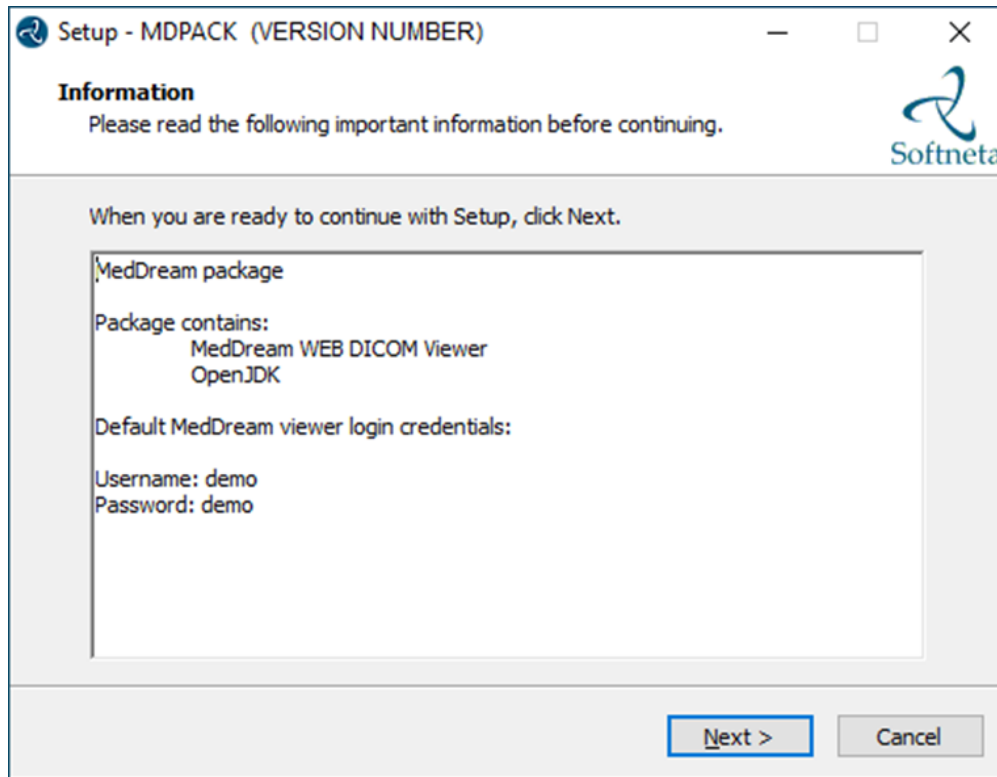 Setup - MDPACK (VERSION NUMBER)
Information
Please read the following important information before continuing.
Softneta
When you are ready to continue with Setup, click Next.
MedDream package
Package contains:
MedDream WEB DICOM Viewer
OpenJDK
Default MedDream viewer login credentials:
Username: demo
Password: demo
Next >
Cancel